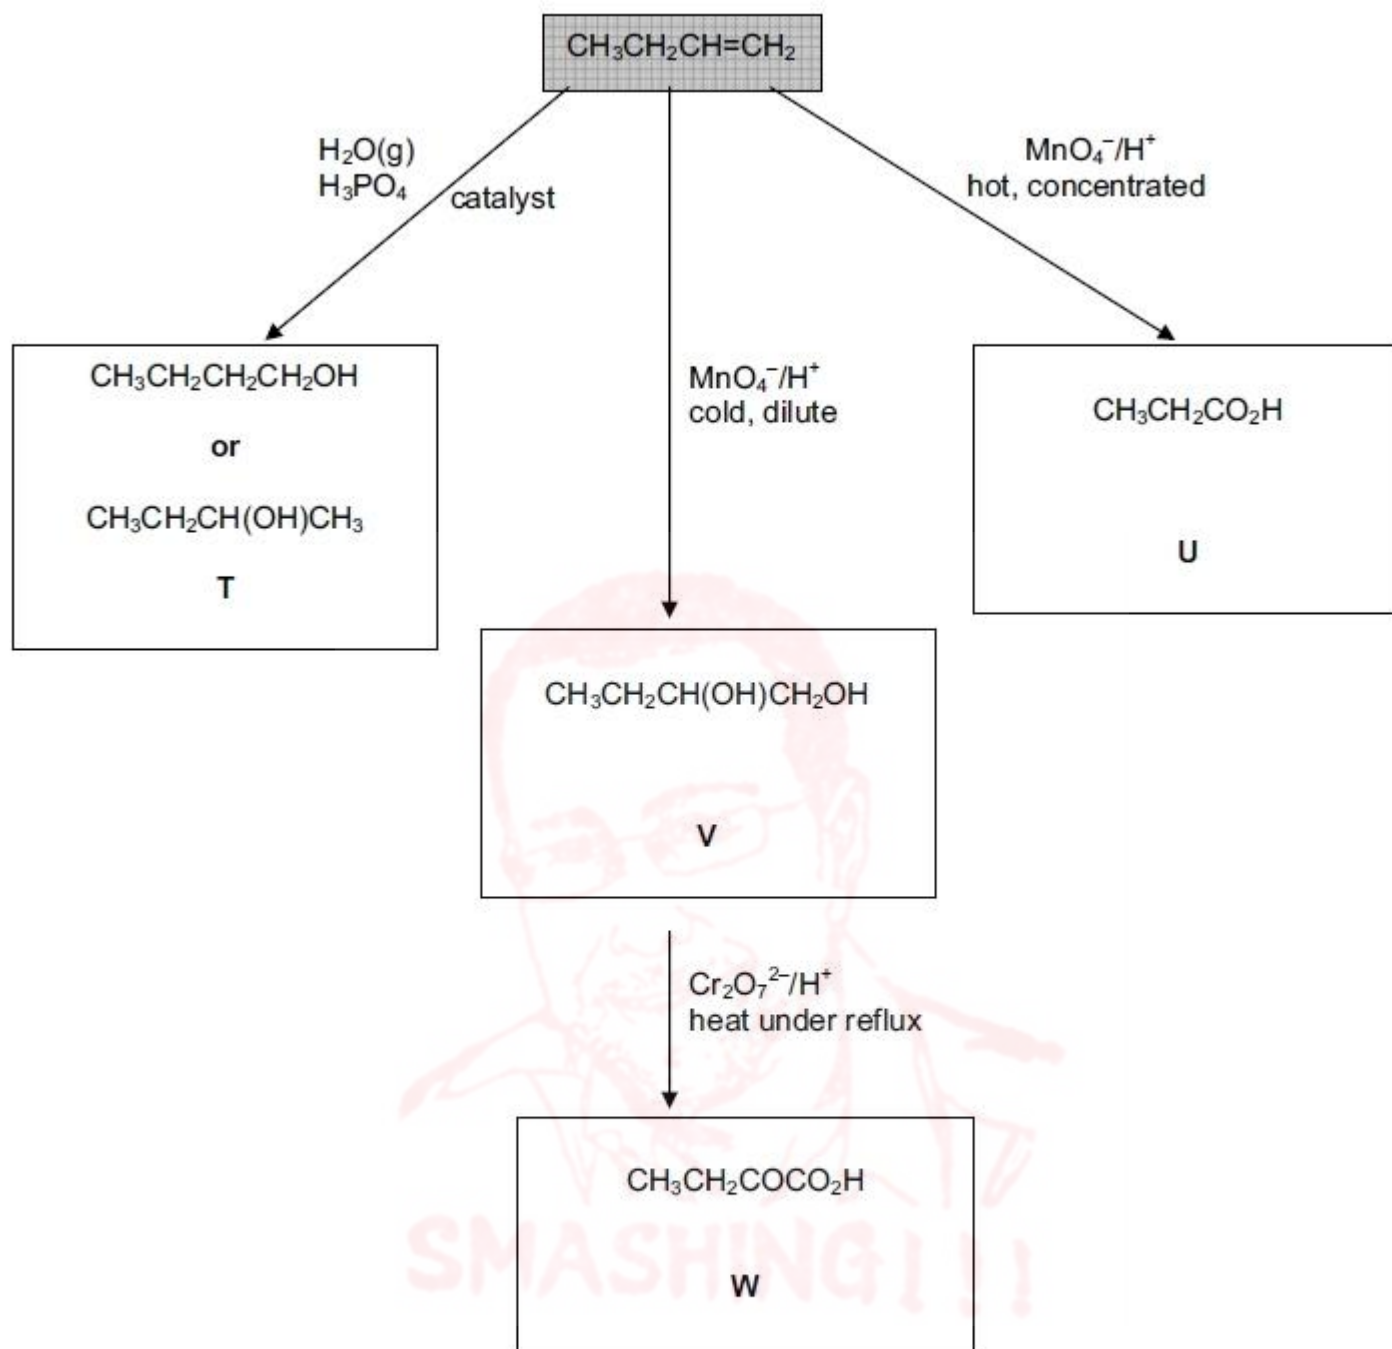 CH₃CH₂CH=CH₂
H₂O(g)
H₃PO₄
catalyst
MnO₄⁻/H⁺
hot, concentrated
CH₃CH₂CH₂CH₂OH
or
CH₃CH₂CH(OH)CH₃
T
MnO₄⁻/H⁺
cold, dilute
CH₃CH₂CO₂H
U
CH₃CH₂CH(OH)CH₂OH
V
Cr₂O₇²⁻/H⁺
heat under reflux
CH₃CH₂COCO₂H
W
SMASHING!!!